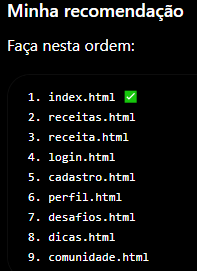 Minha recomendação
Faça nesta ordem:
1. index.html ✅
2. receitas.html
3. receita.html
4. login.html
5. cadastro.html
6. perfil.html
7. desafios.html
8. dicas.html
9. comunidade.html